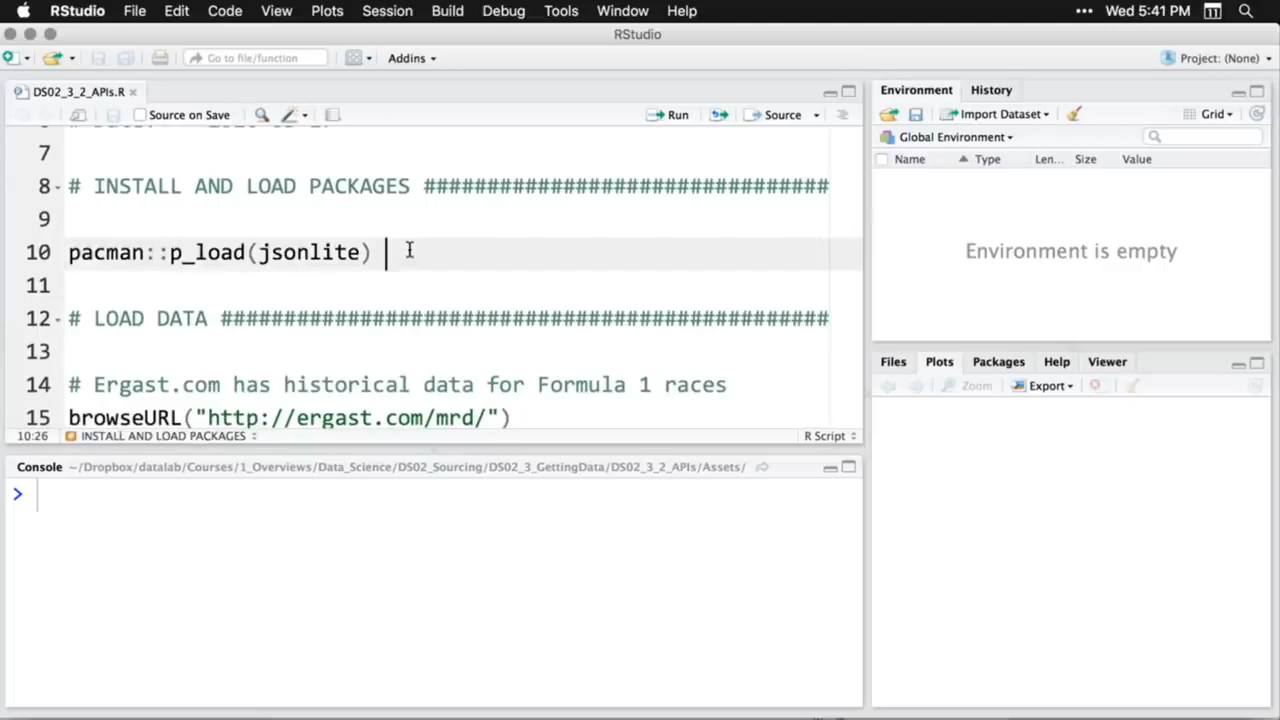 RStudio File Edit Code View Plots Session Build Debug Tools Window Help ••• Wed 5:41 PM 11
RStudio
Go to file/function Addins Project: (None)
DS02_3_2_APIs.R
Source on Save Run Source
7
8 # INSTALL AND LOAD PACKAGES ################################
9
10 pacman::p_load(jsonlite)
11
12 # LOAD DATA ################################################
13
14 # Ergast.com has historical data for Formula 1 races
15 browseURL("http://ergast.com/mrd/")
10:26 INSTALL AND LOAD PACKAGES R Script
Console ~/Dropbox/datalab/Courses/1_Overviews/Data_Science/DS02_Sourcing/DS02_3_GettingData/DS02_3_2_APIs/Assets/
>
Environment History
Import Dataset Grid
Global Environment
Name Type Len... Size Value
Environment is empty
Files Plots Packages Help Viewer
Zoom Export